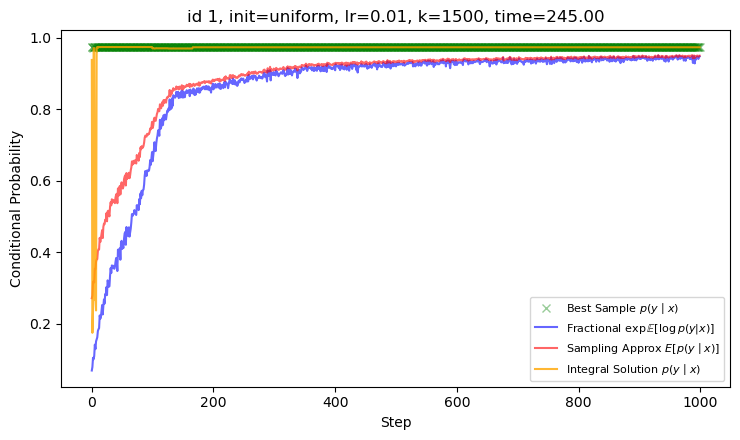 id 1, init=uniform, lr=0.01, k=1500, time=245.00
Conditional Probability
1.0
0.8
0.6
0.4
0.2
0
200
400
600
800
1000
Step
Best Sample p(y | x)
Fractional exp𝔼[log p(y|x)]
Sampling Approx E[p(y | x)]
Integral Solution p(y | x)